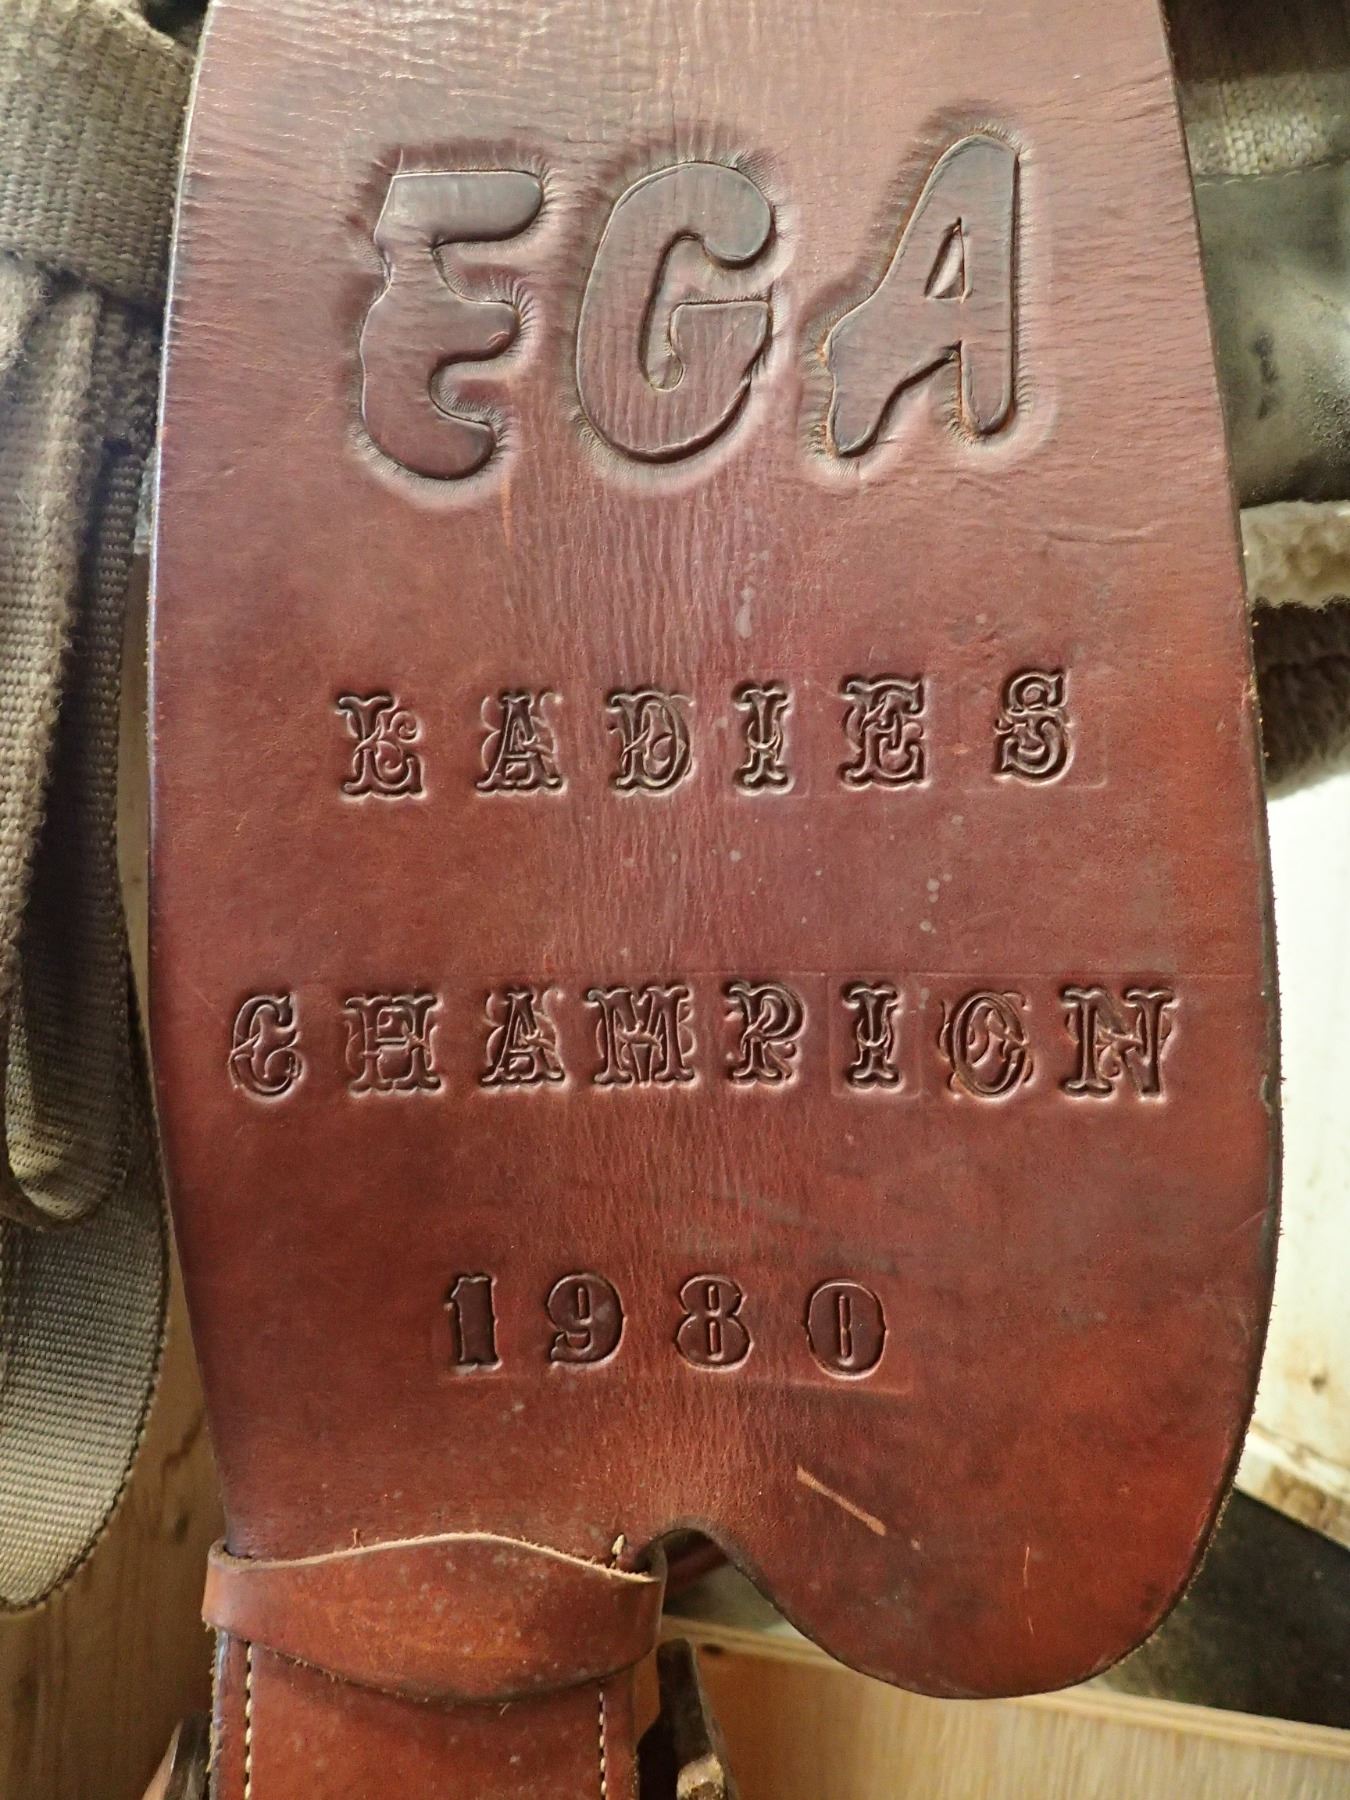 EGA
LADIES
CHAMPION
1980